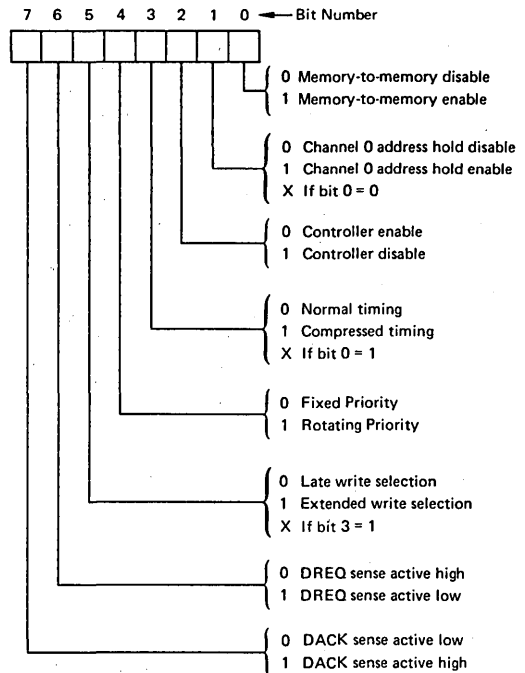 7 6 5 4 3 2 1 0 Bit Number
0 Memory-to-memory disable
1 Memory-to-memory enable
0 Channel 0 address hold disable
1 Channel 0 address hold enable
X If bit 0 = 0
0 Controller enable
1 Controller disable
0 Normal timing
1 Compressed timing
X If bit 0 = 1
0 Fixed Priority
1 Rotating Priority
0 Late write selection
1 Extended write selection
X If bit 3 = 1
0 DREQ sense active high
1 DREQ sense active low
0 DACK sense active low
1 DACK sense active high